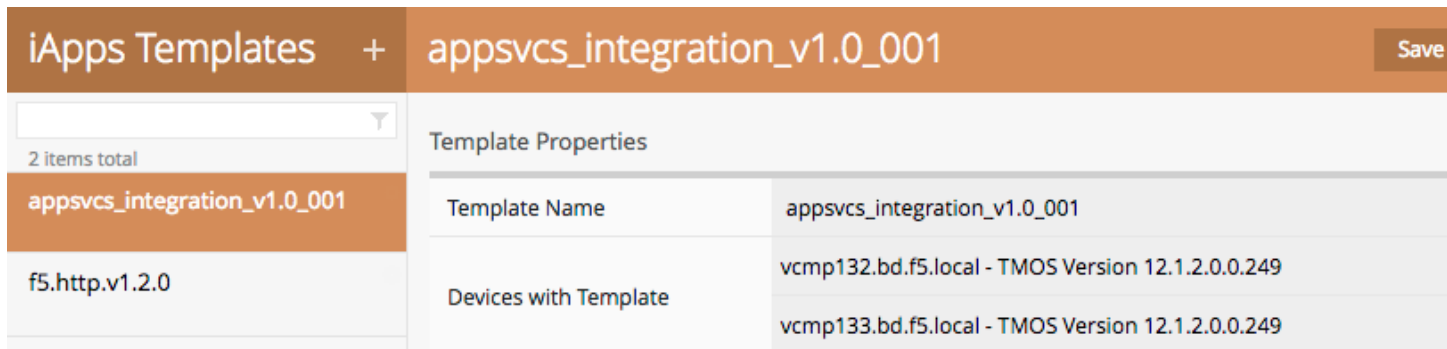 iApps Templates +
appsvcs_integration_v1.0_001
Save
2 items total
appsvcs_integration_v1.0_001
f5.http.v1.2.0
Template Properties
Template Name
appsvcs_integration_v1.0_001
Devices with Template
vcmp132.bd.f5.local - TMOS Version 12.1.2.0.0.249
vcmp133.bd.f5.local - TMOS Version 12.1.2.0.0.249